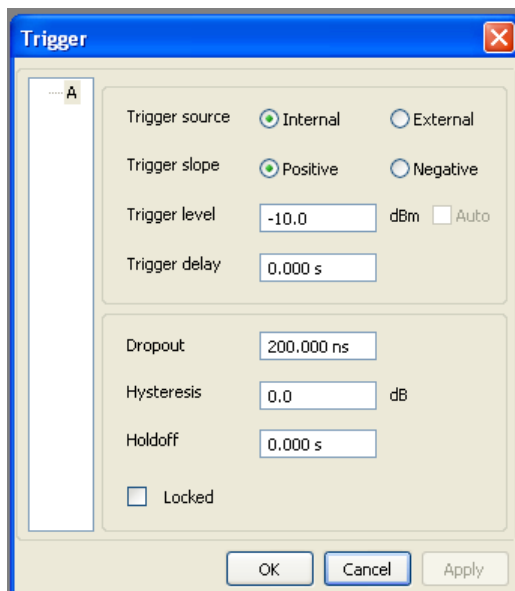 Trigger
A
Trigger source Internal External
Trigger slope Positive Negative
Trigger level -10.0 dBm Auto
Trigger delay 0.000 s
Dropout 200.000 ns
Hysteresis 0.0 dB
Holdoff 0.000 s
Locked
OK Cancel Apply